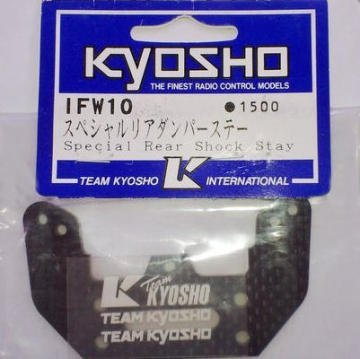 KYOSHO
THE FINEST RADIO CONTROL MODELS
IFW10 ●1500
スペシャルリアダンパーステー
Special Rear Shock Stay
TEAM KYOSHO K INTERNATIONAL
K Team KYOSHO
TEAM KYOSHO
TEAM KYOSHO